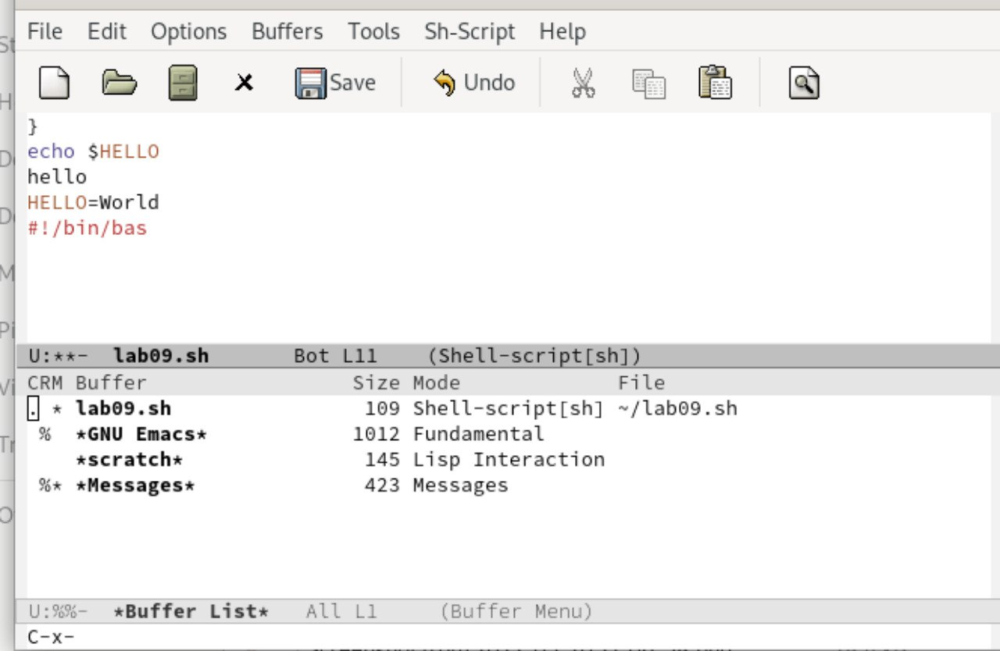 File Edit Options Buffers Tools Sh-Script Help
Save Undo
}
echo $HELLO
hello
HELLO=World
#!/bin/bas
U:**-  lab09.sh       Bot L11    (Shell-script[sh])
CRM Buffer                 Size Mode             File
. * lab09.sh                109 Shell-script[sh] ~/lab09.sh
 %  *GNU Emacs*            1012 Fundamental
    *scratch*               145 Lisp Interaction
 %* *Messages*              423 Messages
U:%%-  *Buffer List*   All L1     (Buffer Menu)
C-x-